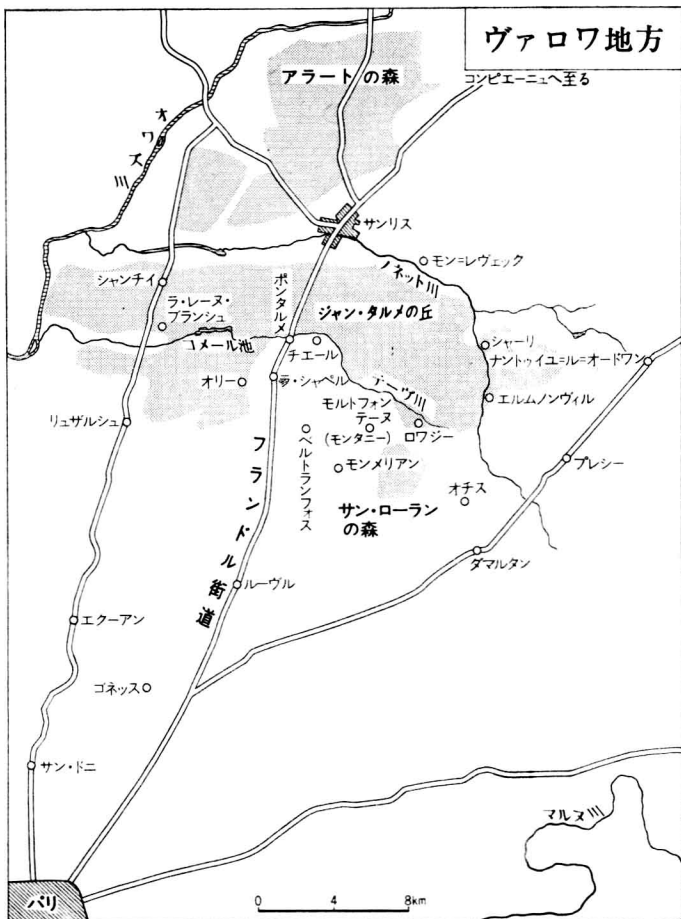 ヴァロワ地方
アラートの森
コンピエーニュへ至る
オワズ川
サンリス
モン=レヴェック
ノネット川
シャンチイ
ポンタルメ
ジャン・タルメの丘
ラ・レーヌ・
ブランシュ
シャーリ
コメール池
チエール
ナントゥイユ=ル=オードワン
オリー
ラ・シャペル
テーヴ川
エルムノンヴィル
モルトフォン
テーヌ
(モンタニー)
ロワジー
リュザルシュ
フランドル街道
ベルトランフォス
モンメリアン
プレシー
オチス
サン・ローラン
の森
ダマルタン
ルーヴル
エクーアン
ゴネッス
サン・ドニ
マルヌ川
パリ
0 4 8km